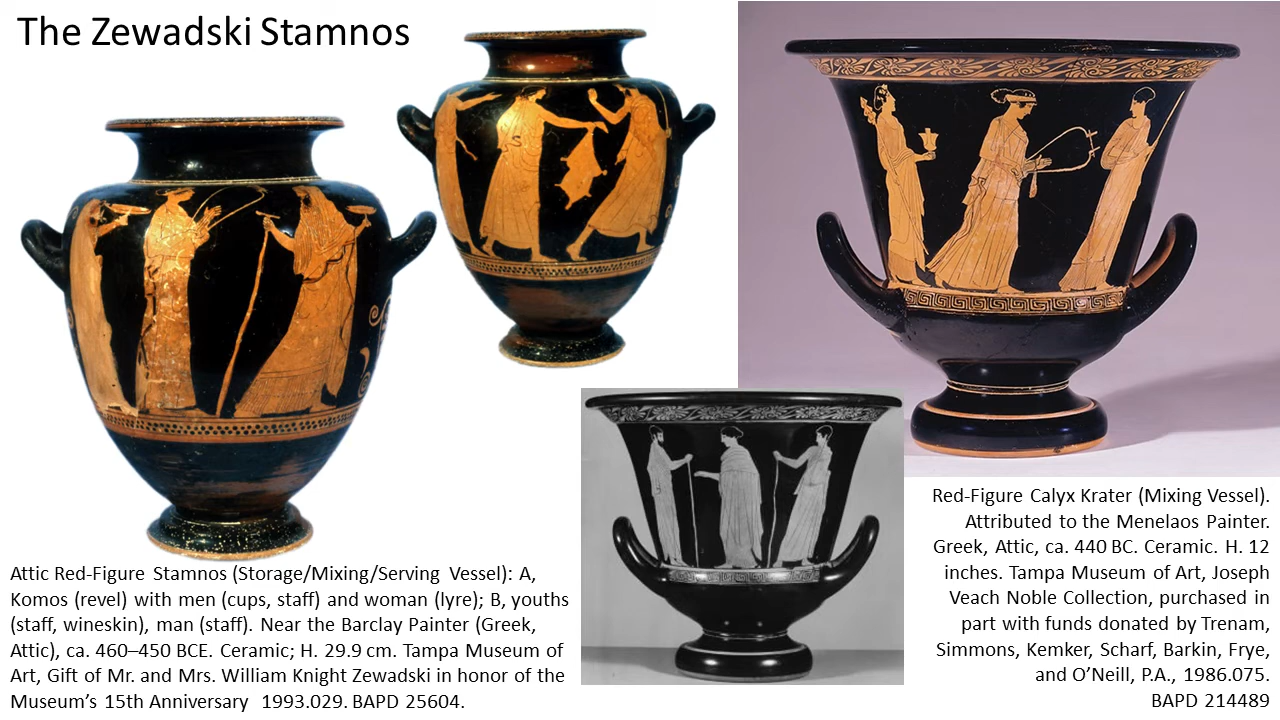 The Zewadski Stamnos
Attic Red-Figure Stamnos (Storage/Mixing/Serving Vessel): A,
Komos (revel) with men (cups, staff) and woman (lyre); B, youths
(staff, wineskin), man (staff). Near the Barclay Painter (Greek,
Attic), ca. 460–450 BCE. Ceramic; H. 29.9 cm. Tampa Museum of
Art, Gift of Mr. and Mrs. William Knight Zewadski in honor of the
Museum’s 15th Anniversary 1993.029. BAPD 25604.
Red-Figure Calyx Krater (Mixing Vessel).
Attributed to the Menelaos Painter.
Greek, Attic, ca. 440 BC. Ceramic. H. 12
inches. Tampa Museum of Art, Joseph
Veach Noble Collection, purchased in
part with funds donated by Trenam,
Simmons, Kemker, Scharf, Barkin, Frye,
and O’Neill, P.A., 1986.075.
BAPD 214489